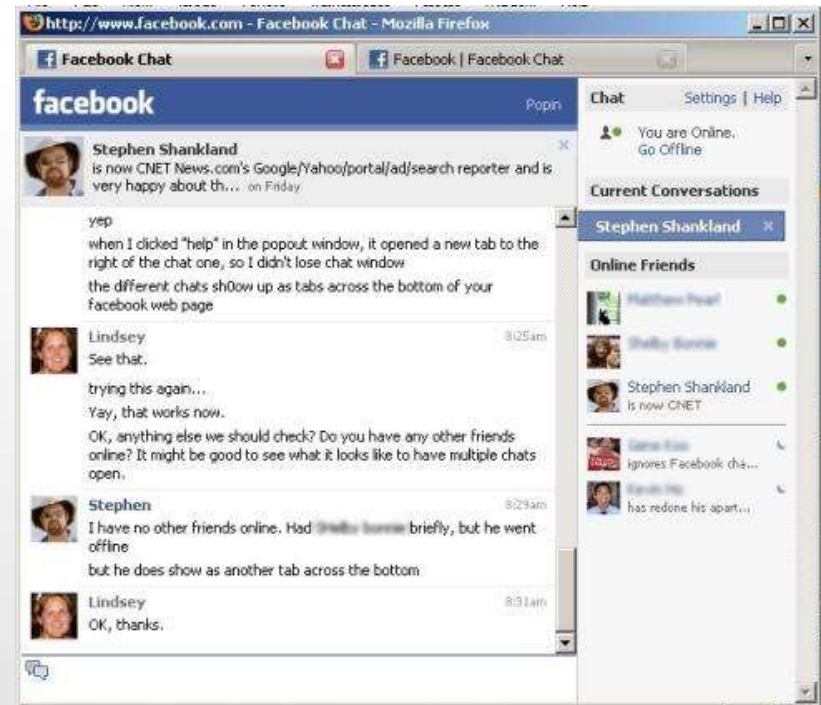 http://www.facebook.com - Facebook Chat - Mozilla Firefox
Facebook Chat
Facebook | Facebook Chat
facebook
Popin
Stephen Shankland
is now CNET News.com's Google/Yahoo/portal/ad/search reporter and is
very happy about th... on Friday
yep
when I clicked "help" in the popout window, it opened a new tab to the
right of the chat one, so I didn't lose chat window
the different chats sh0ow up as tabs across the bottom of your
facebook web page
Lindsey 8:25am
See that.
trying this again...
Yay, that works now.
OK, anything else we should check? Do you have any other friends
online? It might be good to see what it looks like to have multiple chats
open.
Stephen 8:29am
I have no other friends online. Had briefly, but he went
offline
but he does show as another tab across the bottom
Lindsey 8:31am
OK, thanks.
Chat Settings | Help
You are Online.
Go Offline
Current Conversations
Stephen Shankland
Online Friends
Stephen Shankland
is now CNET
ignores Facebook cha...
has redone his apart...